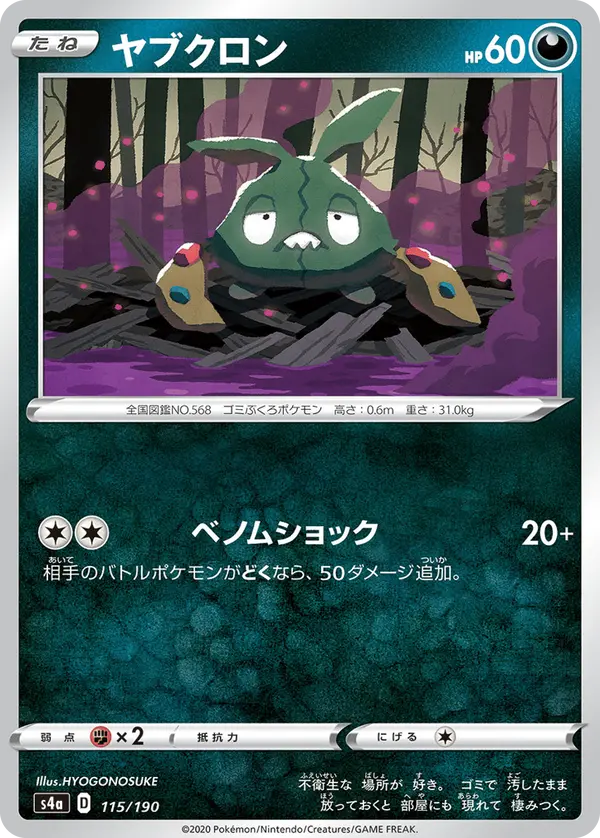 たね ヤブクロン HP60
全国図鑑NO.568 ゴミぶくろポケモン 高さ:0.6m 重さ:31.0kg
ベノムショック 20+
相手のバトルポケモンがどくなら、50ダメージ追加。
弱点 ×2 抵抗力 にげる
Illus.HYOGONOSUKE
s4a D 115/190
不衛生な 場所が 好き。 ゴミで 汚したまま
放っておくと 部屋にも 現れて 棲みつく。
©2020 Pokémon/Nintendo/Creatures/GAME FREAK.